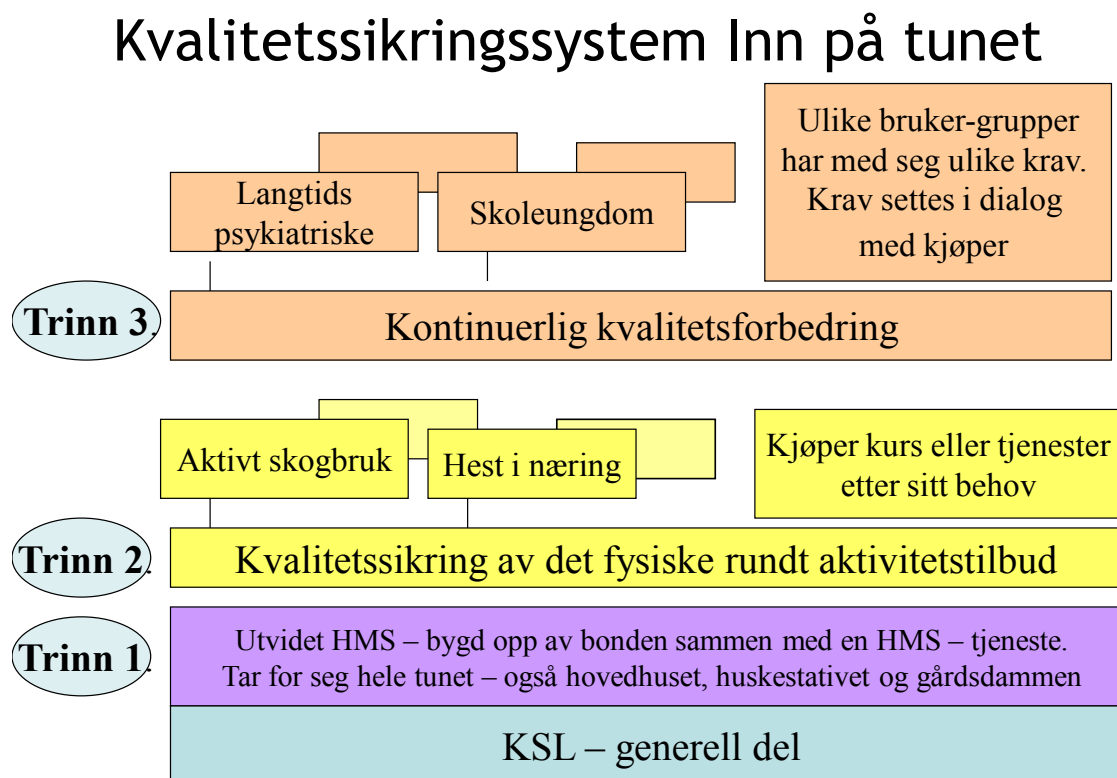 Kvalitetssikringssystem Inn på tunet
Ulike bruker-grupper
har med seg ulike krav.
Krav settes i dialog
med kjøper
Langtids
psykiatriske
Skoleungdom
Trinn 3.
Kontinuerlig kvalitetsforbedring
Aktivt skogbruk
Hest i næring
Kjøper kurs eller tjenester
etter sitt behov
Trinn 2.
Kvalitetssikring av det fysiske rundt aktivitetstilbud
Trinn 1.
Utvidet HMS – bygd opp av bonden sammen med en HMS – tjeneste.
Tar for seg hele tunet – også hovedhuset, huskestativet og gårdsdammen
KSL – generell del